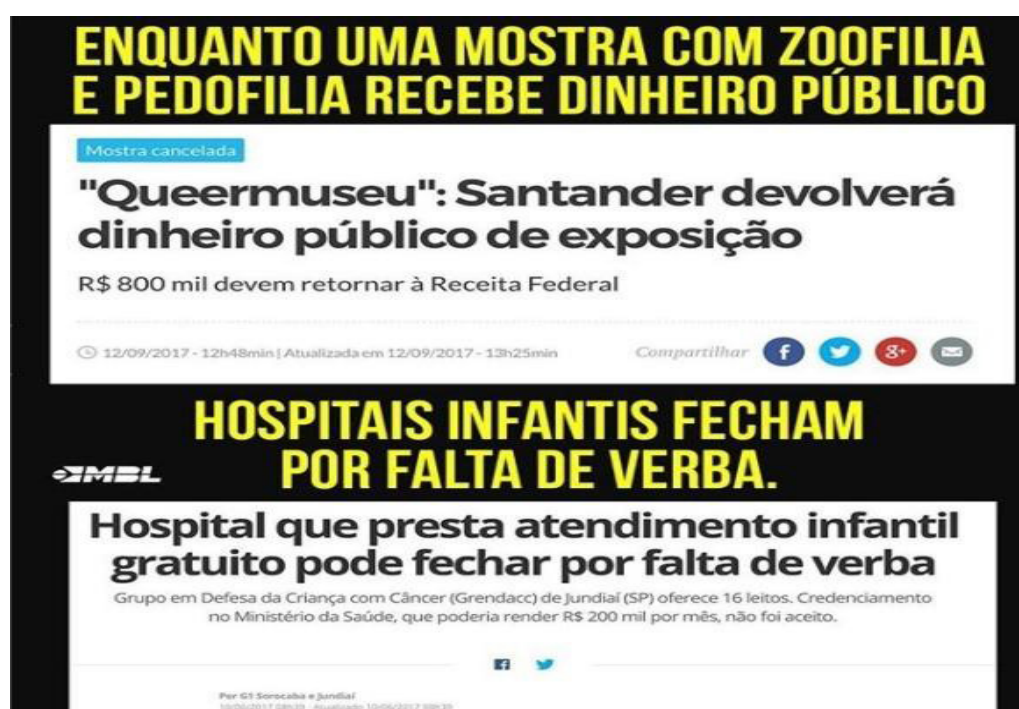 ENQUANTO UMA MOSTRA COM ZOOFILIA
E PEDOFILIA RECEBE DINHEIRO PÚBLICO
Mostra cancelada
"Queermuseu": Santander devolverá
dinheiro público de exposição
R$ 800 mil devem retornar à Receita Federal
12/09/2017 - 12h48min | Atualizada em 12/09/2017 - 13h25min
Compartilhar
HOSPITAIS INFANTIS FECHAM
MBL
POR FALTA DE VERBA.
Hospital que presta atendimento infantil
gratuito pode fechar por falta de verba
Grupo em Defesa da Criança com Câncer (Grendacc) de Jundiaí (SP) oferece 16 leitos. Credenciamento
no Ministério da Saúde, que poderia render R$ 200 mil por mês, não foi aceito.
Per G1 Sorocaba e Jundiaí